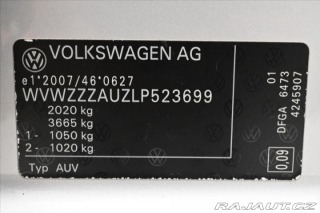 VOLKSWAGEN AG
e1*2007/46*0627
WVWZZZAUZLP523699
2020 kg
3665 kg
1- 1050 kg
2- 1020 kg
Typ AUV
01
DFGA 6473
4245907
0,09
RAJAUT.CZ